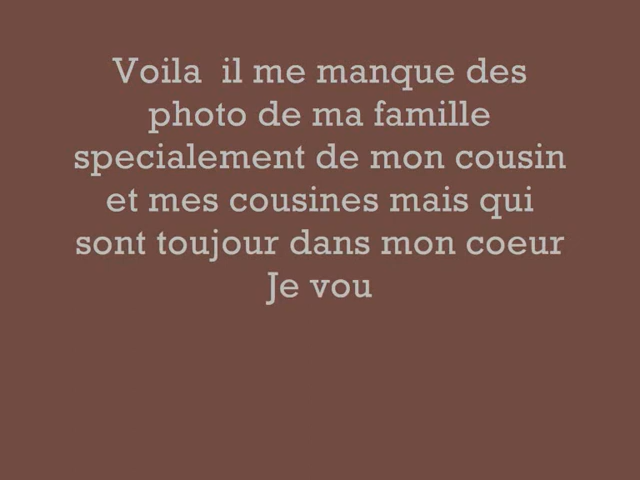 Voila  il me manque des
photo de ma famille
specialement de mon cousin
et mes cousines mais qui
sont toujour dans mon coeur
Je vou